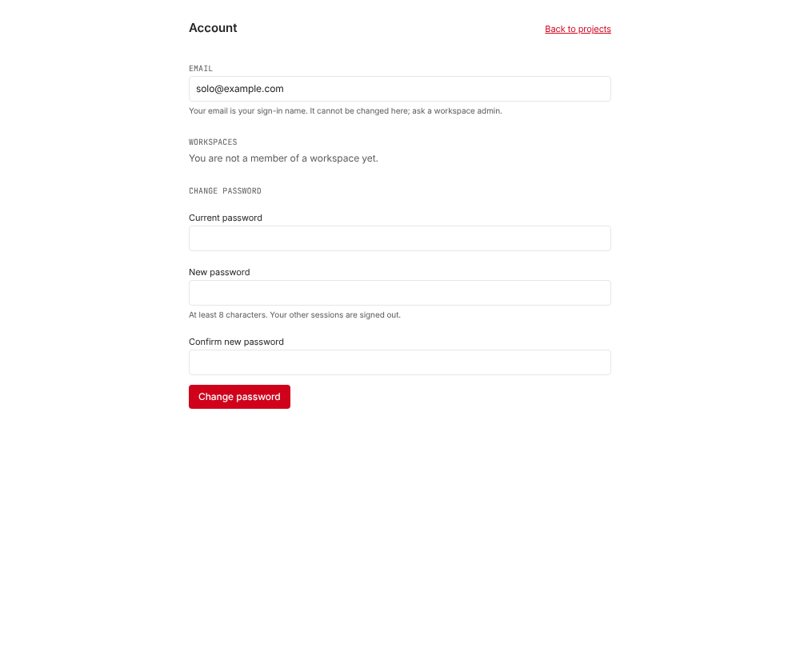 Account
Back to projects
EMAIL
solo@example.com
Your email is your sign-in name. It cannot be changed here; ask a workspace admin.
WORKSPACES
You are not a member of a workspace yet.
CHANGE PASSWORD
Current password
New password
At least 8 characters. Your other sessions are signed out.
Confirm new password
Change password